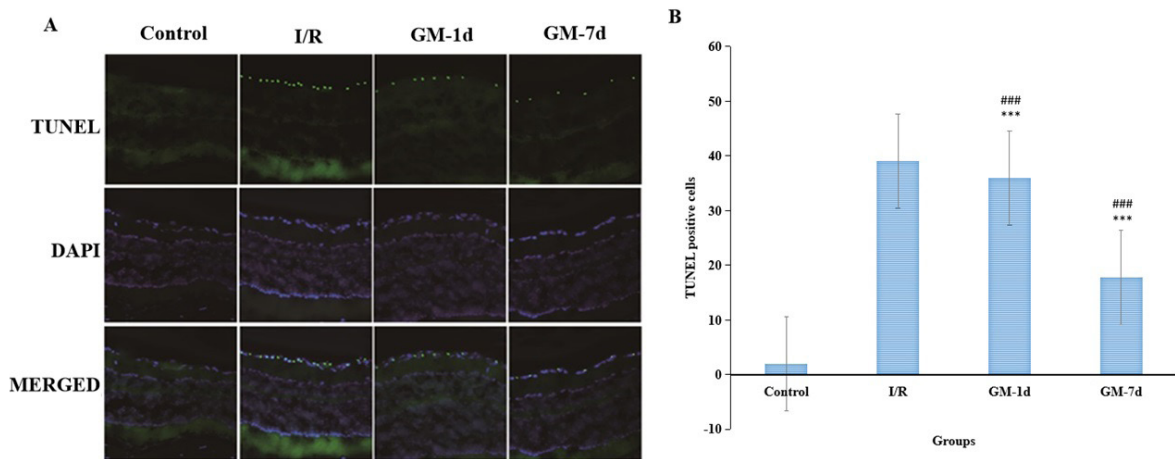 A
Control I/R GM-1d GM-7d
TUNEL
DAPI
MERGED
B
60
50
40
30
20
10
0
-10
TUNEL positive cells
###
***
###
***
Control I/R GM-1d GM-7d
Groups